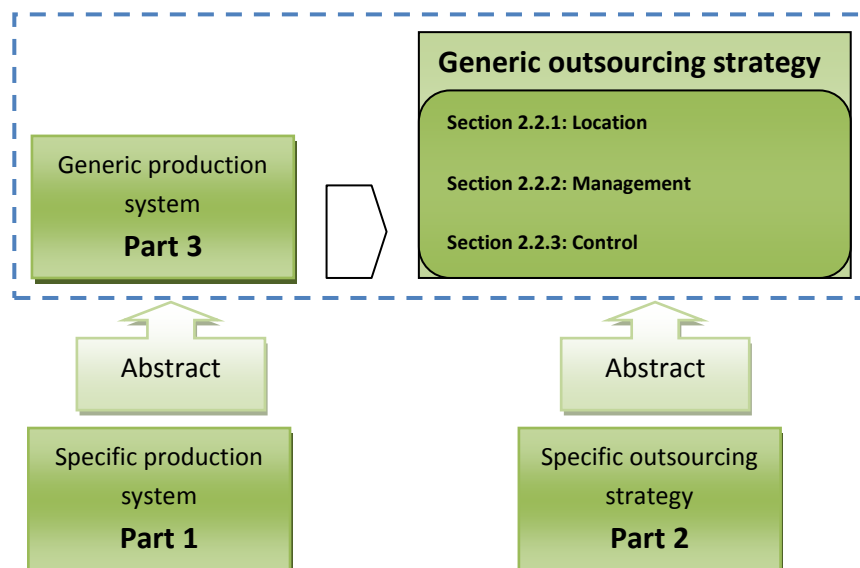 Generic outsourcing strategy
Section 2.2.1: Location
Section 2.2.2: Management
Section 2.2.3: Control
Generic production
system
Part 3
Abstract
Abstract
Specific production
system
Part 1
Specific outsourcing
strategy
Part 2